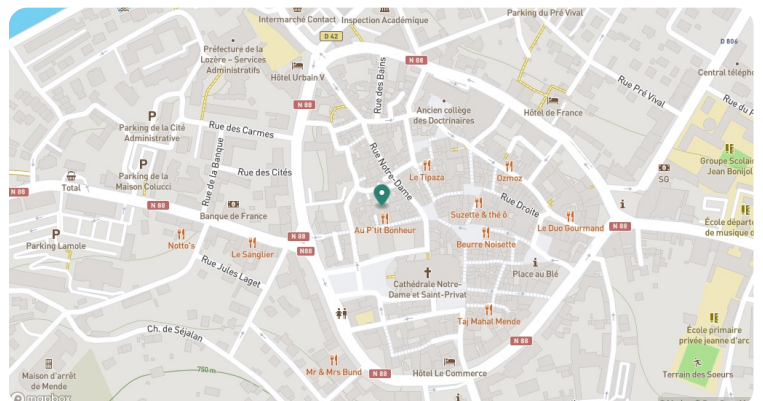 Intermarché Contact
Inspection Académique
Parking du Pré Vival
D 42
D 806
Préfecture de la
Lozère – Services
Administratifs
N 88
Hôtel Urbain V
Rue des Bains
Central télépho
Rue Pré Vival
Rue du P
Ancien collège
des Doctrinaires
Hôtel de France
P
Parking de la Cité
Administrative
Rue des Carmes
N 88
Rue Notre-Dame
Groupe Scolai
Jean Bonijol
P
Parking de la
Maison Colucci
Rue de la Banque
Rue des Cités
Le Tipaza
Ozmoz
SG
Total
N 88
Banque de France
Rue Droite
Suzette & thé ô
Le Duo Gourmand
École départe
de musique d
N 88
P
Parking Lamole
Notto's
Le Sanglier
N88
Au P'tit Bonheur
Beurre Noisette
N 88
Rue Jules Laget
Place au Blé
Cathédrale Notre-
Dame et Saint-Privat
Ch. de Séjalan
Taj Mahal Mende
N 88
École primaire
privée jeanne d'arc
Maison d'arrêt
de Mende
750 m
Mr & Mrs Bund
N 88
Hôtel Le Commerce
Terrain des Soeurs
mapbox